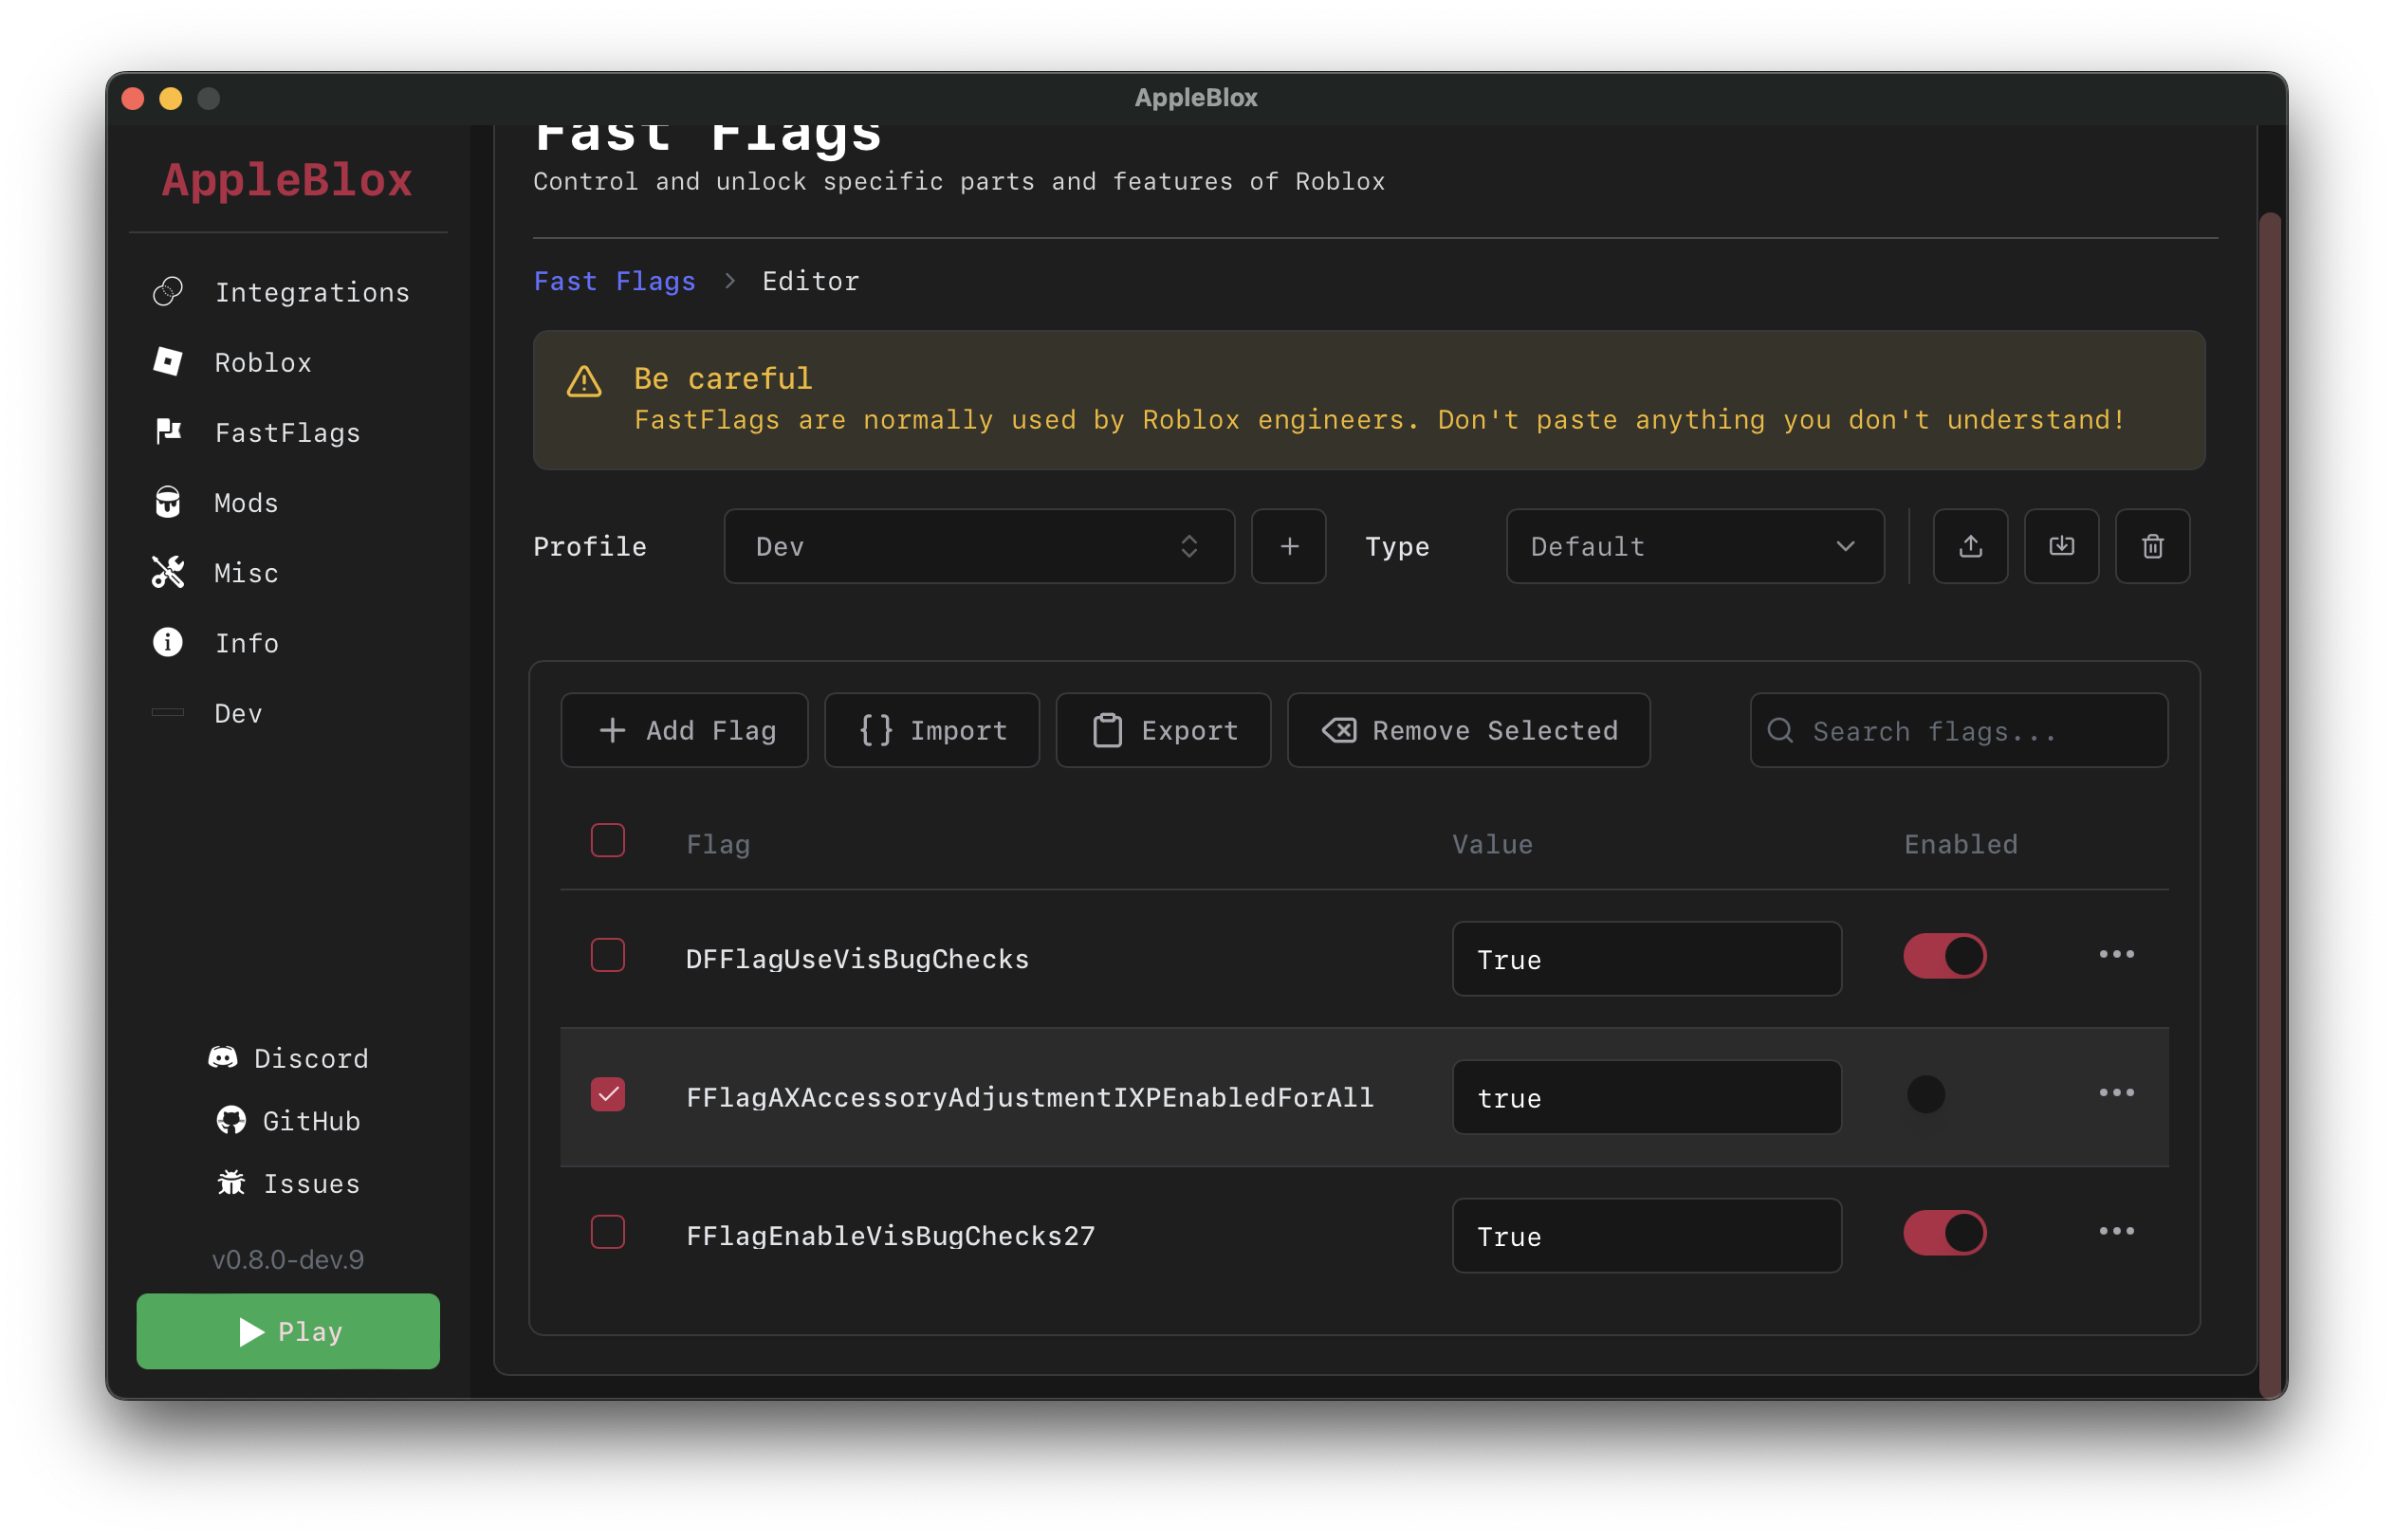 AppleBlox
AppleBlox
Integrations
Roblox
FastFlags
Mods
Misc
Info
Dev
Discord
GitHub
Issues
v0.8.0-dev.9
Play
Fast Flags
Control and unlock specific parts and features of Roblox
Fast Flags > Editor
Be careful
FastFlags are normally used by Roblox engineers. Don't paste anything you don't understand!
Profile Dev + Type Default
Add Flag {} Import Export Remove Selected Search flags...
Flag Value Enabled
DFFlagUseVisBugChecks True
FFlagAXAccessoryAdjustmentIXPEnabledForAll true
FFlagEnableVisBugChecks27 True